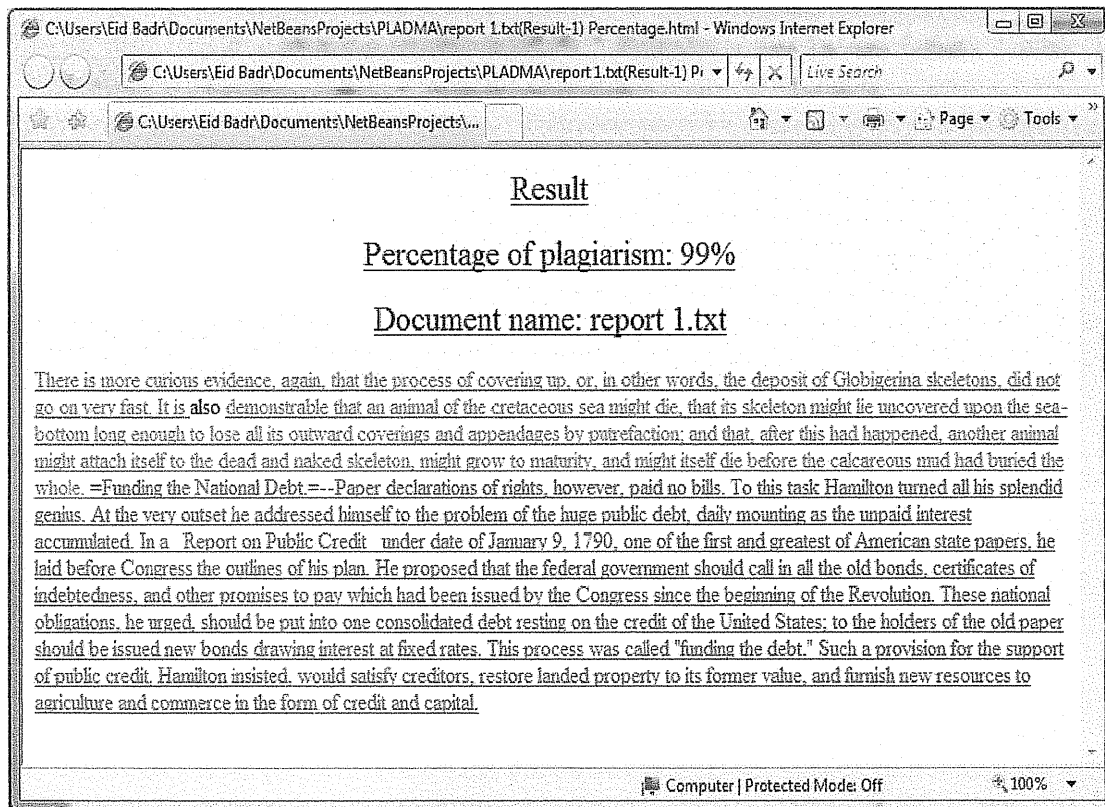 C:\Users\Eid Badr\Documents\NetBeansProjects\PLADMA\report 1.txt(Result-1) Percentage.html - Windows Internet Explorer
C:\Users\Eid Badr\Documents\NetBeansProjects\PLADMA\report 1.txt(Result-1) P Live Search
C:\Users\Eid Badr\Documents\NetBeansProjects\... Page Tools »
Result
Percentage of plagiarism: 99%
Document name: report 1.txt
There is more curious evidence, again, that the process of covering up, or, in other words, the deposit of Globigerina skeletons, did not
go on very fast. It is also demonstrable that an animal of the cretaceous sea might die, that its skeleton might lie uncovered upon the sea-
bottom long enough to lose all its outward coverings and appendages by putrefaction; and that, after this had happened, another animal
might attach itself to the dead and naked skeleton, might grow to maturity, and might itself die before the calcareous mud had buried the
whole. =Funding the National Debt.=--Paper declarations of rights, however, paid no bills. To this task Hamilton turned all his splendid
genius. At the very outset he addressed himself to the problem of the huge public debt, daily mounting as the unpaid interest
accumulated. In a Report on Public Credit under date of January 9, 1790, one of the first and greatest of American state papers, he
laid before Congress the outlines of his plan. He proposed that the federal government should call in all the old bonds, certificates of
indebtedness, and other promises to pay which had been issued by the Congress since the beginning of the Revolution. These national
obligations, he urged, should be put into one consolidated debt resting on the credit of the United States; to the holders of the old paper
should be issued new bonds drawing interest at fixed rates. This process was called "funding the debt." Such a provision for the support
of public credit, Hamilton insisted, would satisfy creditors, restore landed property to its former value, and furnish new resources to
agriculture and commerce in the form of credit and capital.
Computer | Protected Mode: Off 100%